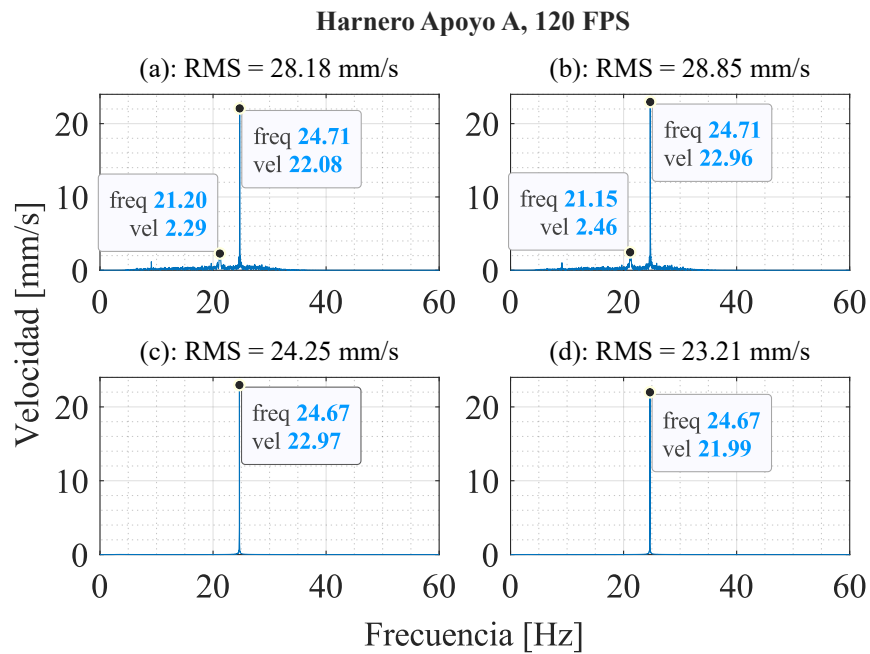 Harnero Apoyo A, 120 FPS
(a): RMS = 28.18 mm/s
(b): RMS = 28.85 mm/s
Velocidad [mm/s]
20
10
0
freq 24.71
vel 22.08
freq 21.20
vel 2.29
0
20
40
60
20
10
0
freq 24.71
vel 22.96
freq 21.15
vel 2.46
0
20
40
60
(c): RMS = 24.25 mm/s
(d): RMS = 23.21 mm/s
20
10
0
freq 24.67
vel 22.97
0
20
40
60
20
10
0
freq 24.67
vel 21.99
0
20
40
60
Frecuencia [Hz]